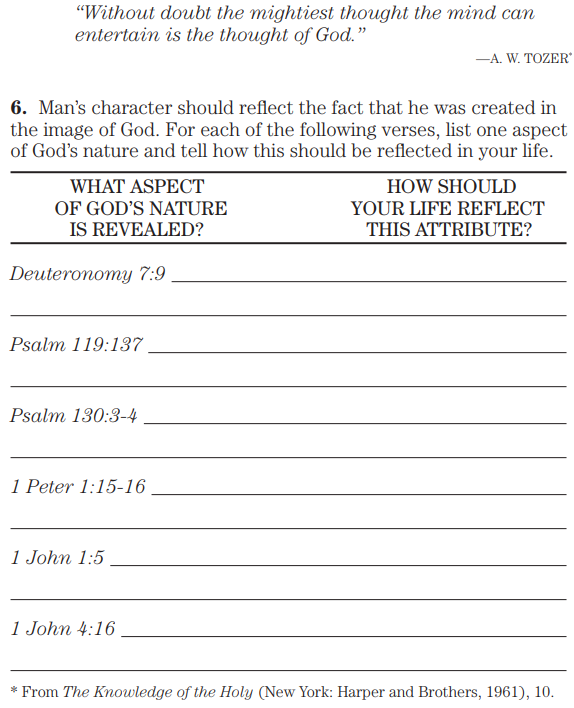 “Without doubt the mightiest thought the mind can
entertain is the thought of God.”
—A. W. TOZER*
6. Man’s character should reflect the fact that he was created in
the image of God. For each of the following verses, list one aspect
of God’s nature and tell how this should be reflected in your life.
WHAT ASPECT
OF GOD’S NATURE
IS REVEALED?
HOW SHOULD
YOUR LIFE REFLECT
THIS ATTRIBUTE?
Deuteronomy 7:9
Psalm 119:137
Psalm 130:3-4
1 Peter 1:15-16
1 John 1:5
1 John 4:16
* From The Knowledge of the Holy (New York: Harper and Brothers, 1961), 10.